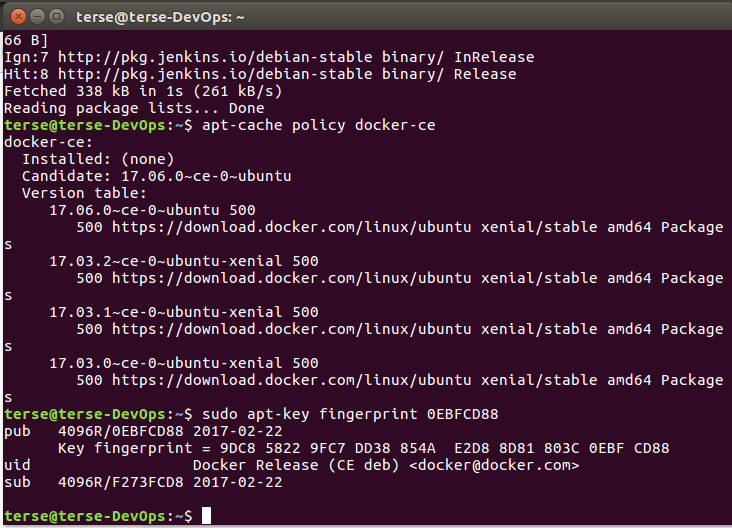 terse@terse-DevOps: ~
66 B]
Ign:7 http://pkg.jenkins.io/debian-stable binary/ InRelease
Hit:8 http://pkg.jenkins.io/debian-stable binary/ Release
Fetched 338 kB in 1s (261 kB/s)
Reading package lists... Done
terse@terse-DevOps:~$ apt-cache policy docker-ce
docker-ce:
  Installed: (none)
  Candidate: 17.06.0~ce-0~ubuntu
  Version table:
     17.06.0~ce-0~ubuntu 500
        500 https://download.docker.com/linux/ubuntu xenial/stable amd64 Package
s
     17.03.2~ce-0~ubuntu-xenial 500
        500 https://download.docker.com/linux/ubuntu xenial/stable amd64 Package
s
     17.03.1~ce-0~ubuntu-xenial 500
        500 https://download.docker.com/linux/ubuntu xenial/stable amd64 Package
s
     17.03.0~ce-0~ubuntu-xenial 500
        500 https://download.docker.com/linux/ubuntu xenial/stable amd64 Package
s
terse@terse-DevOps:~$ sudo apt-key fingerprint 0EBFCD88
pub   4096R/0EBFCD88 2017-02-22
      Key fingerprint = 9DC8 5822 9FC7 DD38 854A  E2D8 8D81 803C 0EBF CD88
uid                  Docker Release (CE deb) <docker@docker.com>
sub   4096R/F273FCD8 2017-02-22
terse@terse-DevOps:~$